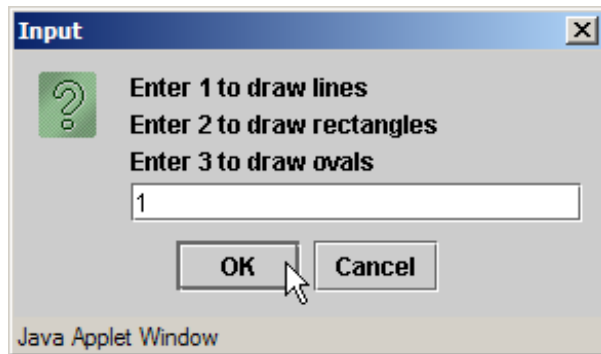 Input
Enter 1 to draw lines
Enter 2 to draw rectangles
Enter 3 to draw ovals
1
OK Cancel
Java Applet Window